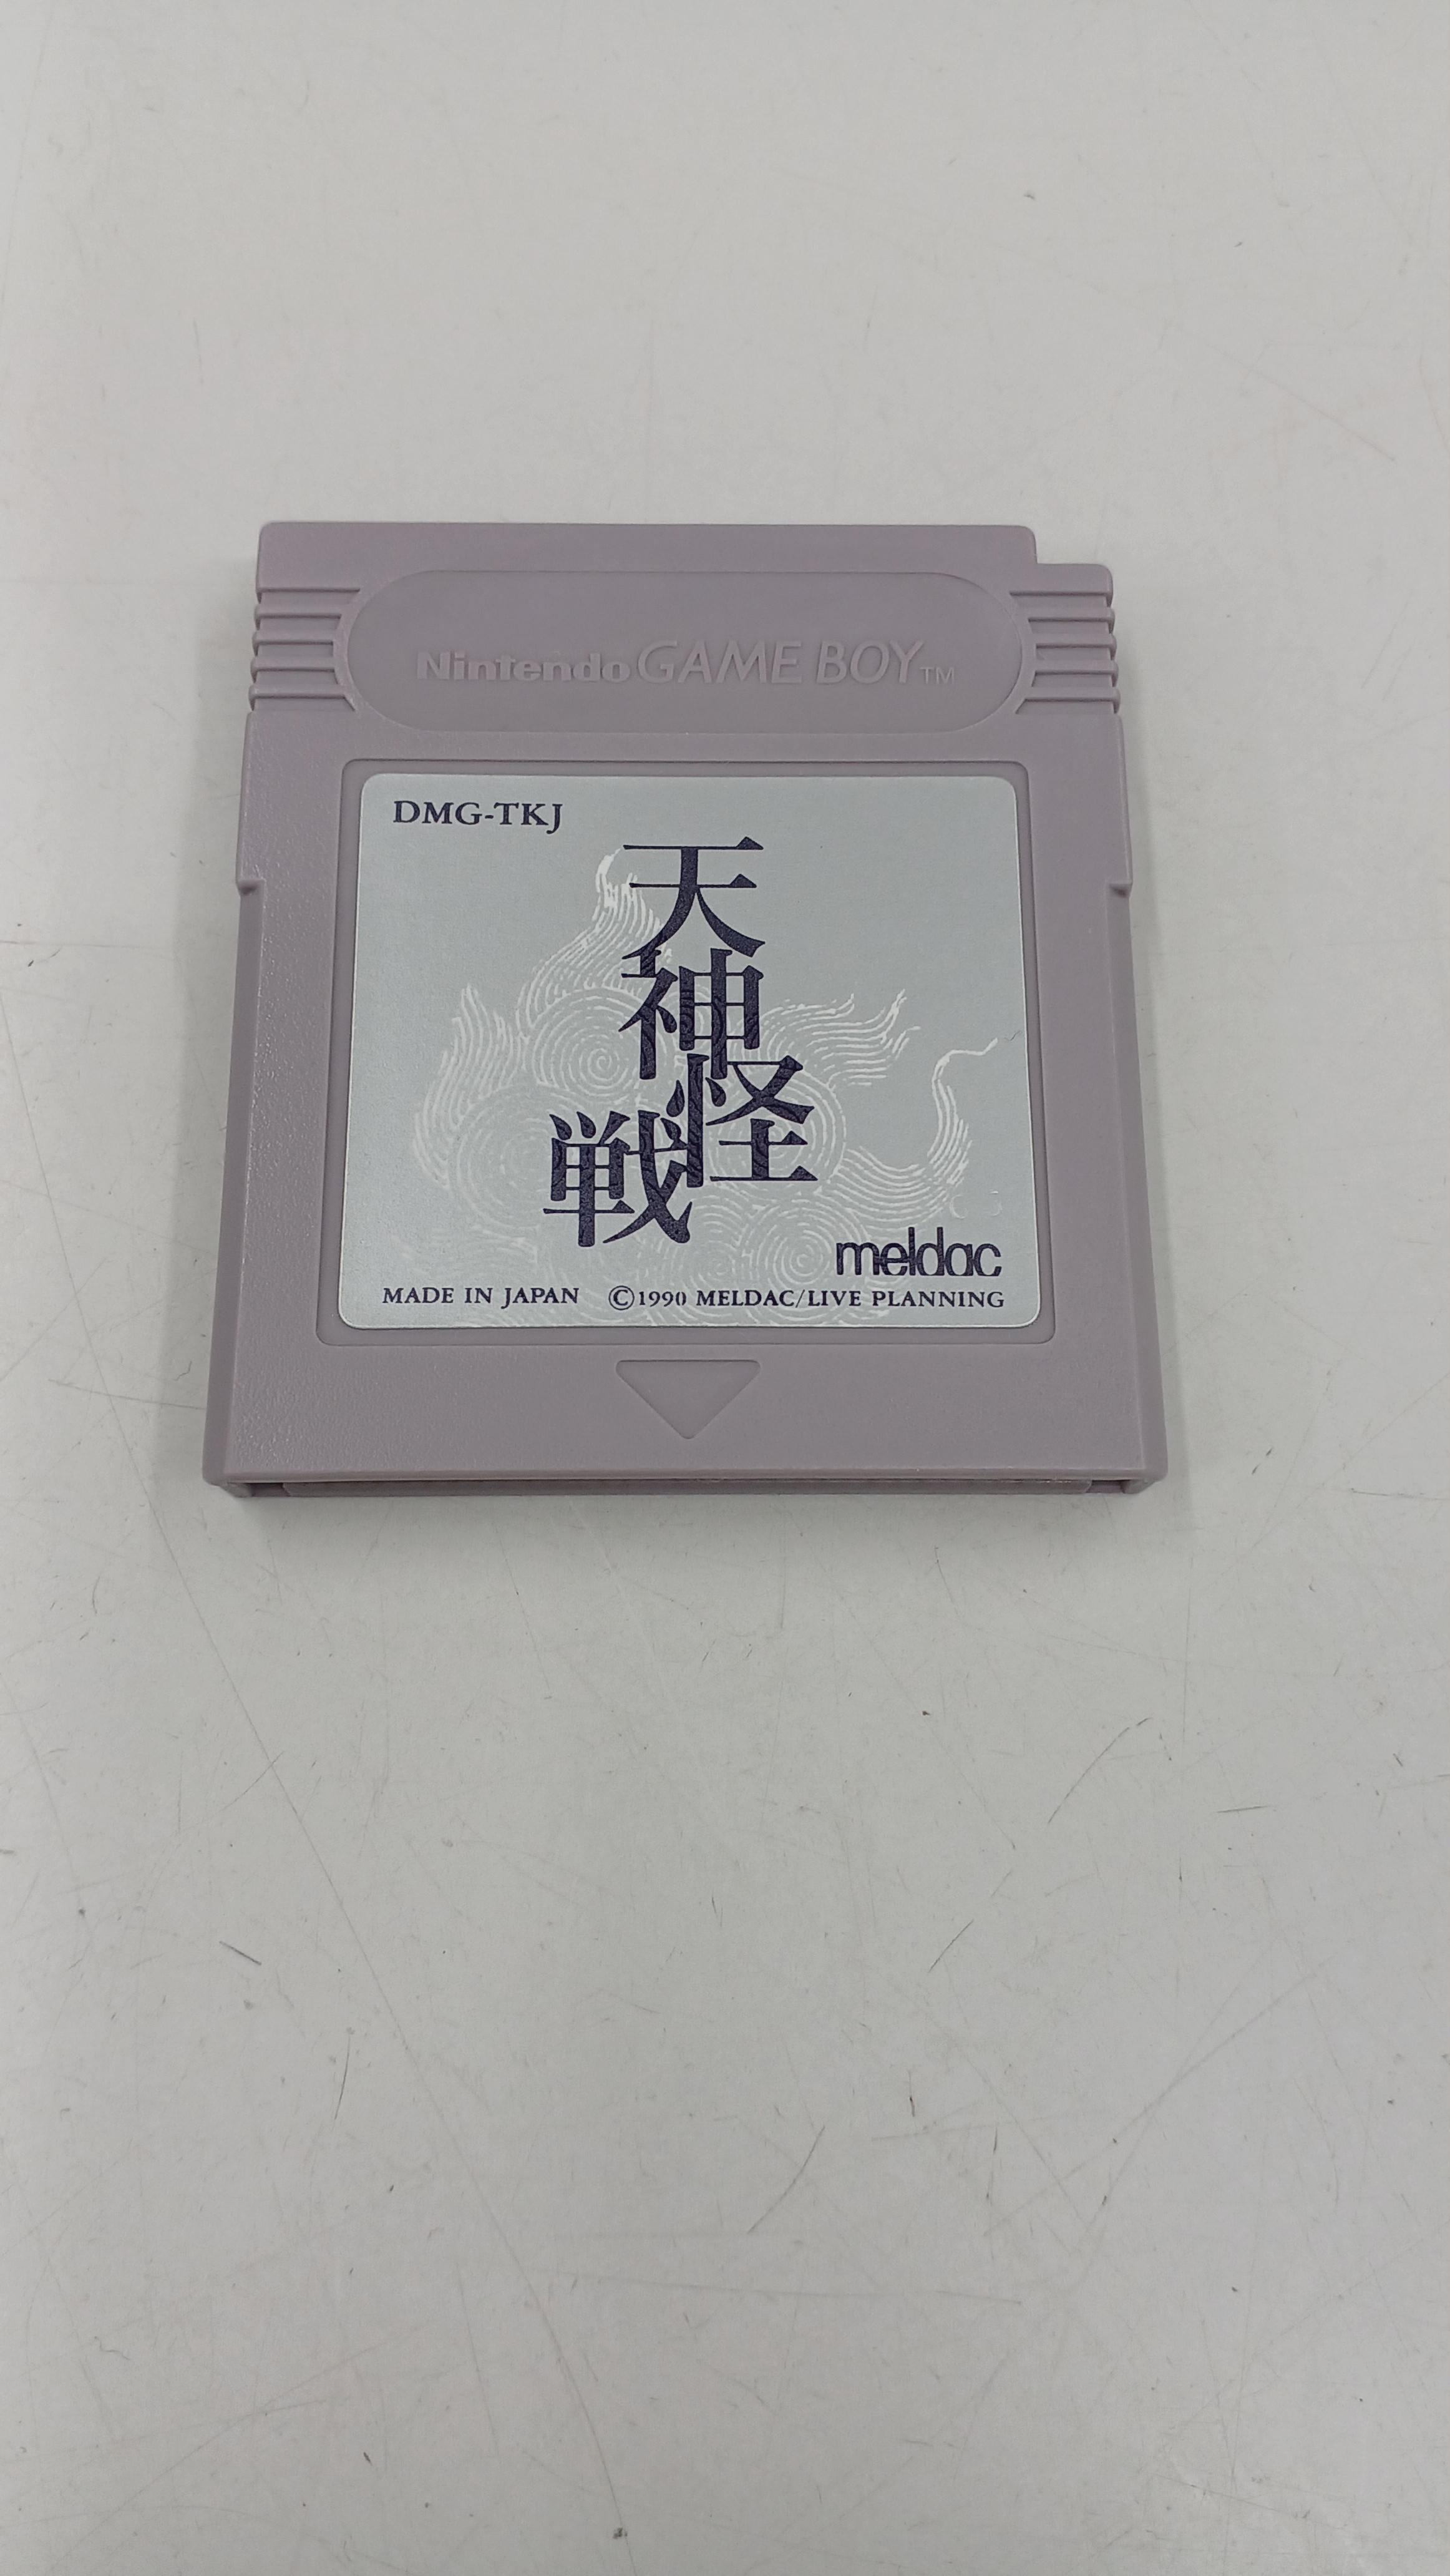 Nintendo GAME BOY™
DMG-TKJ
天神怪戦
meldac
MADE IN JAPAN ©1990 MELDAC/LIVE PLANNING